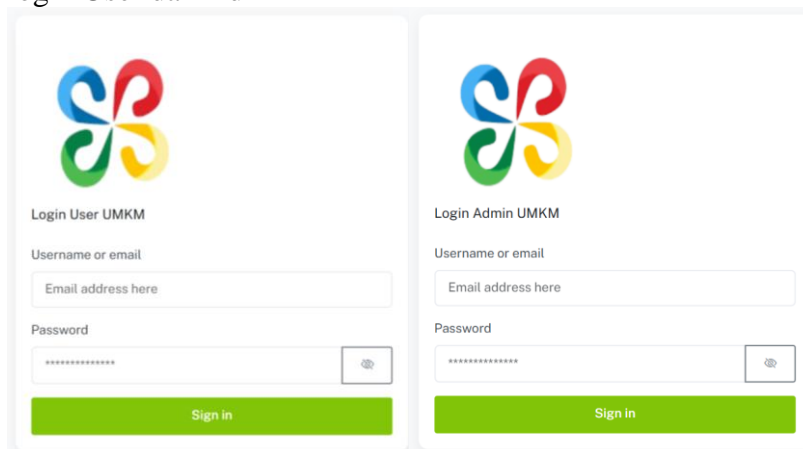 Login User UMKM
Username or email
Email address here
Password
**************
Sign in
Login Admin UMKM
Username or email
Email address here
Password
**************
Sign in